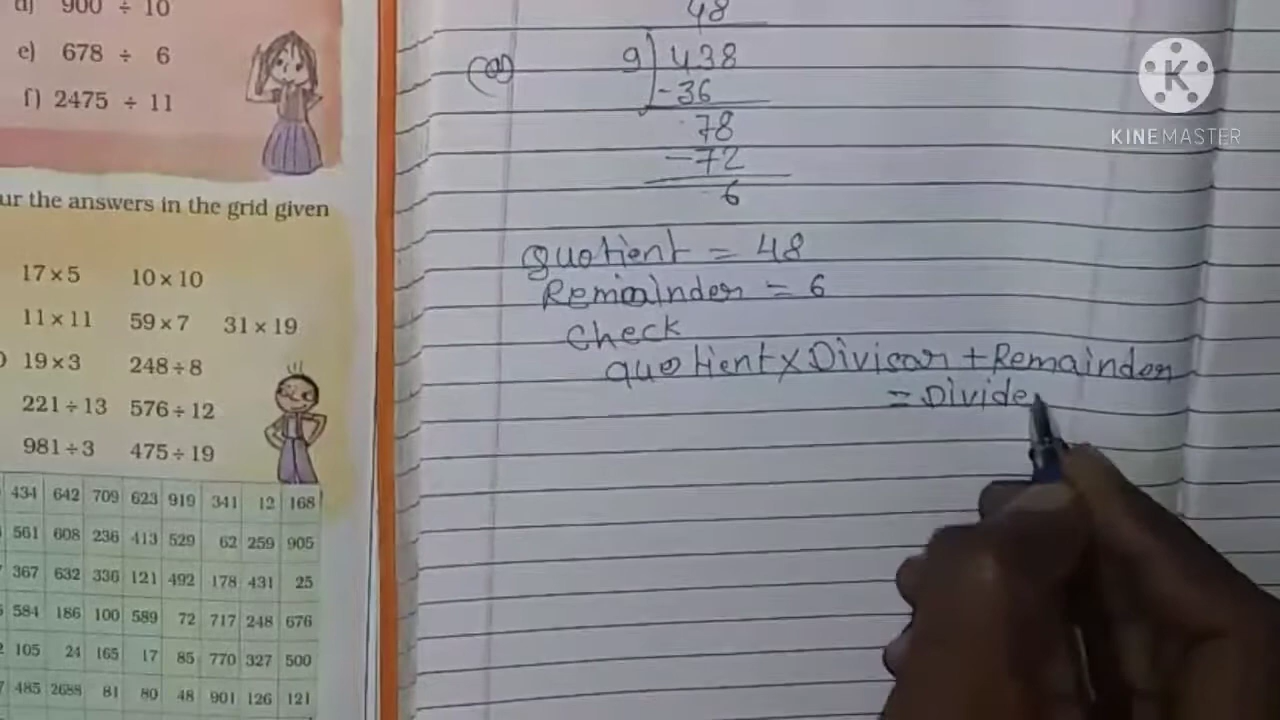 d) 900 ÷ 10
e) 678 ÷ 6
f) 2475 ÷ 11
ur the answers in the grid given
17 × 5 10 × 10
11 × 11 59 × 7 31 × 19
19 × 3 248 ÷ 8
221 ÷ 13 576 ÷ 12
981 ÷ 3 475 ÷ 19
434 642 709 623 919 341 12 168
561 608 236 413 529 62 259 905
367 632 336 121 492 178 431 25
584 186 100 589 72 717 248 676
105 24 165 17 85 770 327 500
485 2688 81 80 48 901 126 121
48
(a) 9 438
-36
78
-72
6
quotient = 48
Remainder = 6
Check
quotient × Divisar + Remainder
= Divide
KINEMASTER